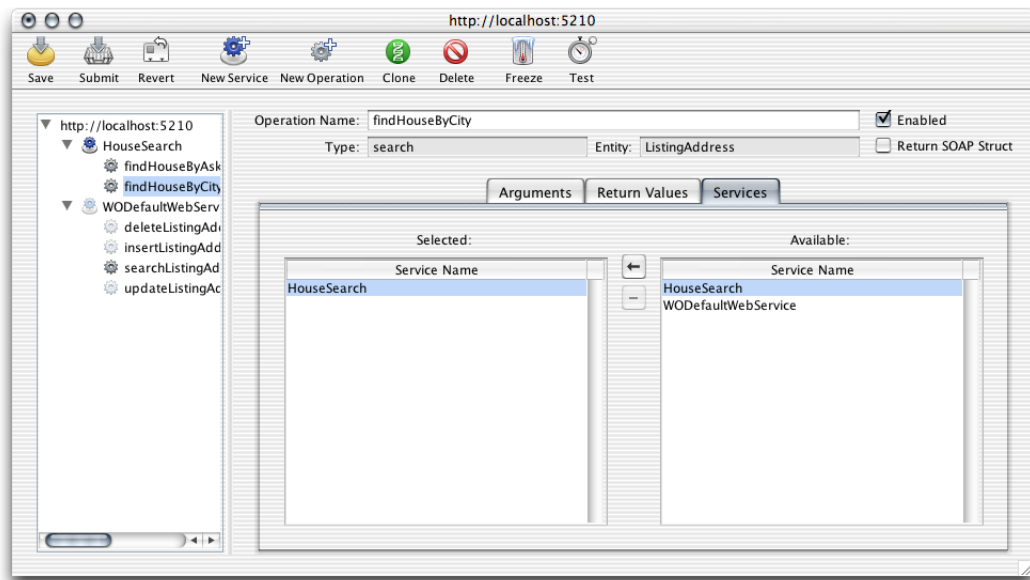 http://localhost:5210
Save Submit Revert New Service New Operation Clone Delete Freeze Test
http://localhost:5210
HouseSearch
findHouseByAsk
findHouseByCity
WODefaultWebServ
deleteListingAd
insertListingAdd
searchListingAd
updateListingAc
Operation Name: findHouseByCity Enabled
Type: search Entity: ListingAddress Return SOAP Struct
Arguments Return Values Services
Selected: Available:
Service Name Service Name
HouseSearch HouseSearch
WODefaultWebService